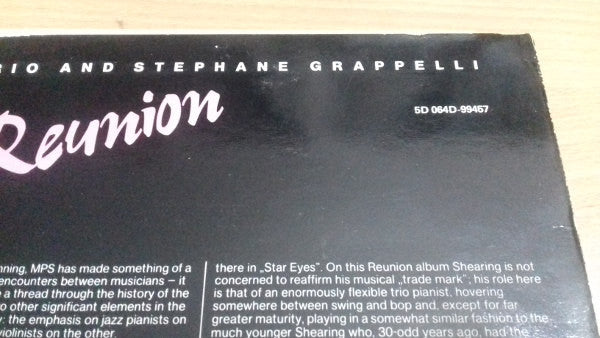 RIO AND STEPHANE GRAPPELLI
Reunion
5D 064D-99457
nning, MPS has made something of a
encounters between musicians – it
e a thread through the history of the
vo other significant elements in the
y: the emphasis on jazz pianists on
violinists on the other.
there in „Star Eyes”. On this Reunion album Shearing is not
concerned to reaffirm his musical „trade mark”; his role here
is that of an enormously flexible trio pianist, hovering
somewhere between swing and bop and, except for far
greater maturity, playing in a somewhat similar fashion to the
much younger Shearing who, 30-odd years ago, had the